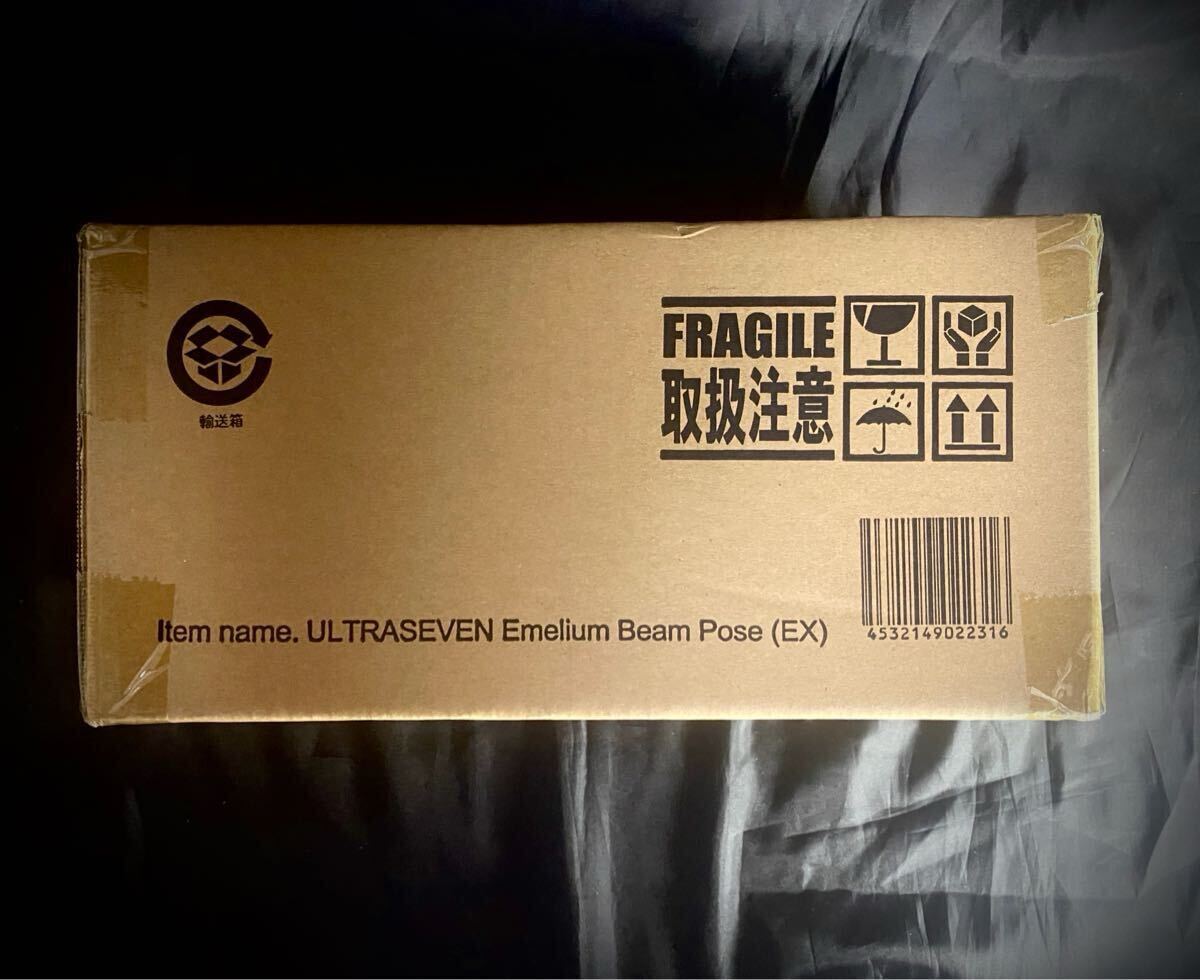 輸送箱
FRAGILE
取扱注意
4532149022316
Item name. ULTRASEVEN Emelium Beam Pose (EX)